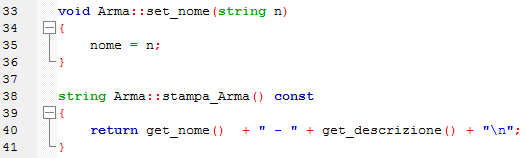 33 void Arma::set_nome(string n)
34 {
35 nome = n;
36 }
37
38 string Arma::stampa_Arma() const
39 {
40 return get_nome()  + " - " + get_descrizione() + "\n";
41 }